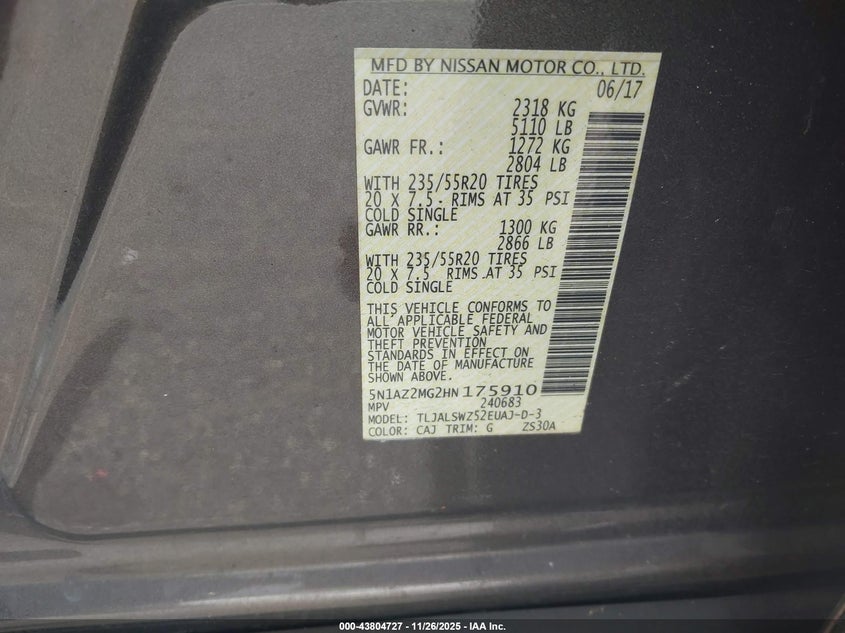 MFD BY NISSAN MOTOR CO., LTD.
DATE: 06/17
GVWR: 2318 KG
5110 LB
GAWR FR.: 1272 KG
2804 LB
WITH 235/55R20 TIRES
20 X 7.5- RIMS AT 35 PSI
COLD SINGLE
GAWR RR.: 1300 KG
2866 LB
WITH 235/55R20 TIRES
20 X 7.5 RIMS AT 35 PSI
COLD SINGLE
THIS VEHICLE CONFORMS TO
ALL APPLICABLE FEDERAL
MOTOR VEHICLE SAFETY AND
THEFT PREVENTION
STANDARDS IN EFFECT ON
THE DATE OF MANUFACTURE
SHOWN ABOVE.
5N1AZ2MG2HN175910
MPV 240683
MODEL: TLJALSWZ52EUAJ-D-3
COLOR: CAJ TRIM: G ZS30A
000-43804727 - 11/26/2025 - IAA Inc.